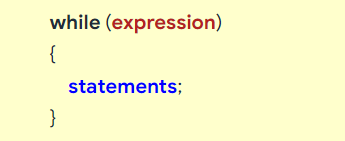 while (expression)
{
statements;
}